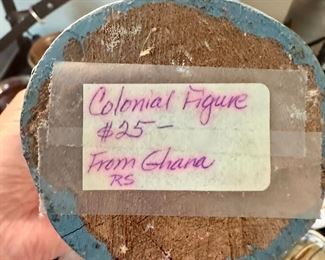 Colonial Figure
$25—
From Ghana
RS